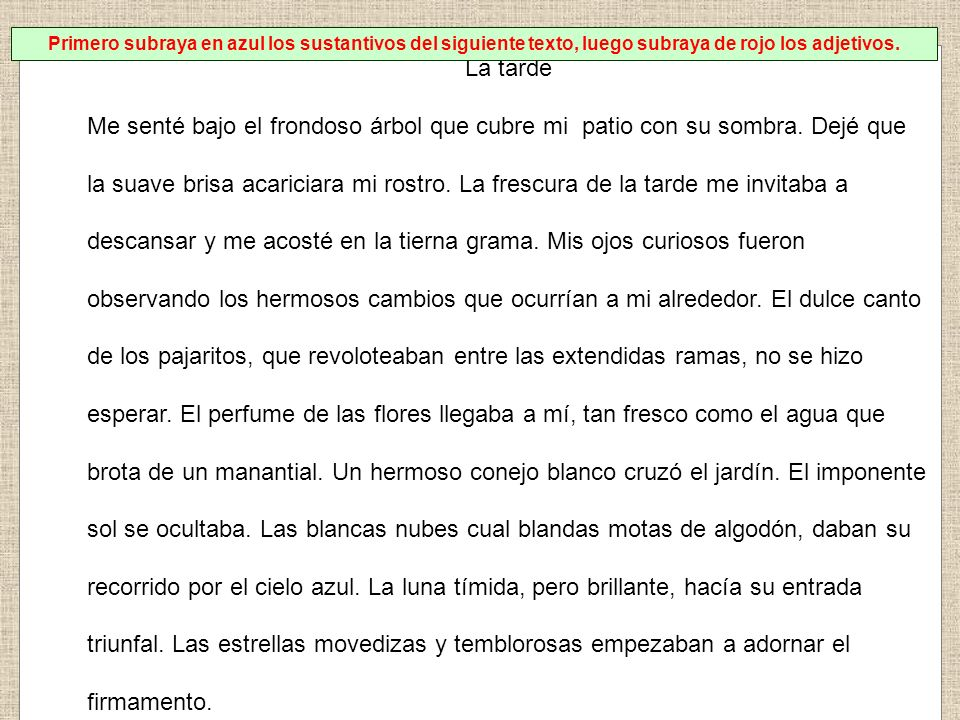 Primero subraya en azul los sustantivos del siguiente texto, luego subraya de rojo los adjetivos.
La tarde
Me senté bajo el frondoso árbol que cubre mi patio con su sombra. Dejé que
la suave brisa acariciara mi rostro. La frescura de la tarde me invitaba a
descansar y me acosté en la tierna grama. Mis ojos curiosos fueron
observando los hermosos cambios que ocurrían a mi alrededor. El dulce canto
de los pajaritos, que revoloteaban entre las extendidas ramas, no se hizo
esperar. El perfume de las flores llegaba a mí, tan fresco como el agua que
brota de un manantial. Un hermoso conejo blanco cruzó el jardín. El imponente
sol se ocultaba. Las blancas nubes cual blandas motas de algodón, daban su
recorrido por el cielo azul. La luna tímida, pero brillante, hacía su entrada
triunfal. Las estrellas movedizas y temblorosas empezaban a adornar el
firmamento.